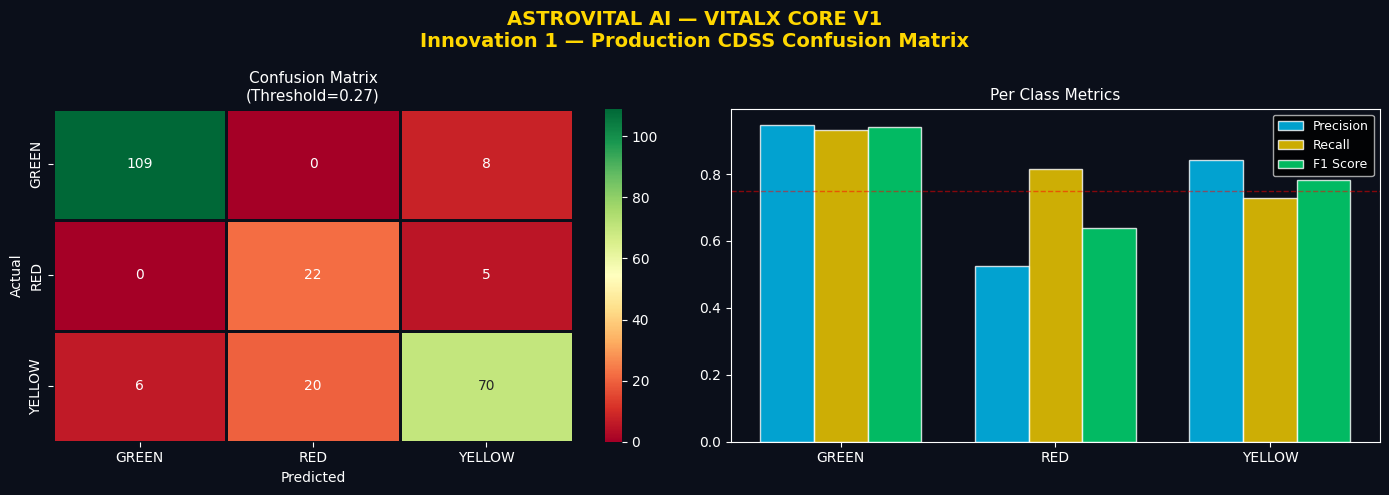 ASTROVITAL AI — VITALX CORE V1
Innovation 1 — Production CDSS Confusion Matrix
Confusion Matrix
(Threshold=0.27)
Actual
GREEN
RED
YELLOW
109 0 8
0 22 5
6 20 70
GREEN RED YELLOW
Predicted
100
80
60
40
20
0
Per Class Metrics
Precision
Recall
F1 Score
0.8
0.6
0.4
0.2
0.0
GREEN RED YELLOW